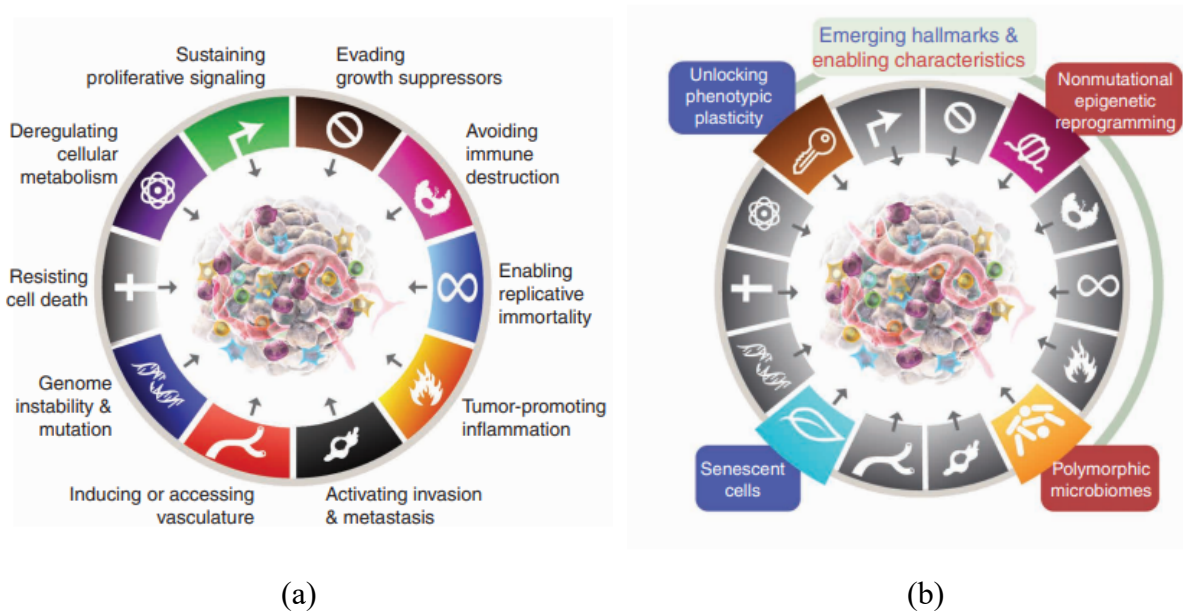 Sustaining
proliferative signaling
Evading
growth suppressors
Deregulating
cellular
metabolism
Avoiding
immune
destruction
Resisting
cell death
Enabling
replicative
immortality
Genome
instability &
mutation
Tumor-promoting
inflammation
Inducing or accessing
vasculature
Activating invasion
& metastasis
(a)
Emerging hallmarks &
enabling characteristics
Unlocking
phenotypic
plasticity
Nonmutational
epigenetic
reprogramming
Senescent
cells
Polymorphic
microbiomes
(b)